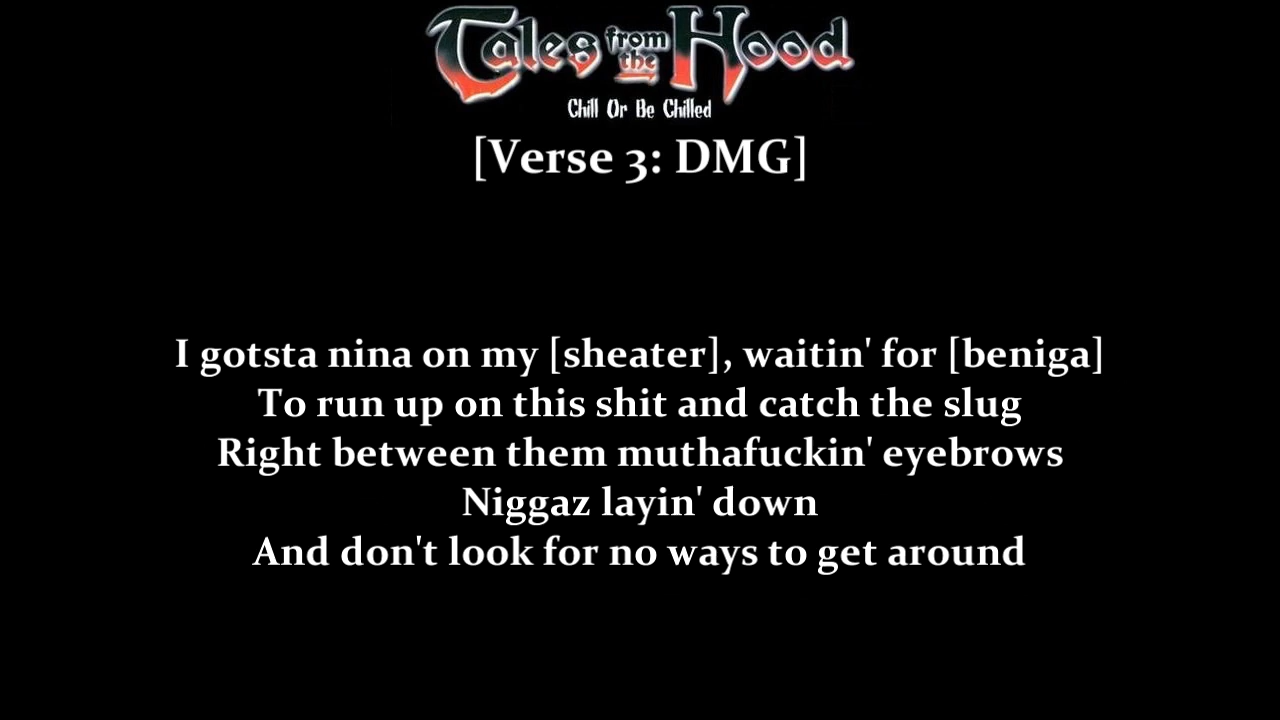 Tales from the Hood
Chill Or Be Chilled
[Verse 3: DMG]
I gotsta nina on my [sheater], waitin' for [beniga]
To run up on this shit and catch the slug
Right between them muthafuckin' eyebrows
Niggaz layin' down
And don't look for no ways to get around